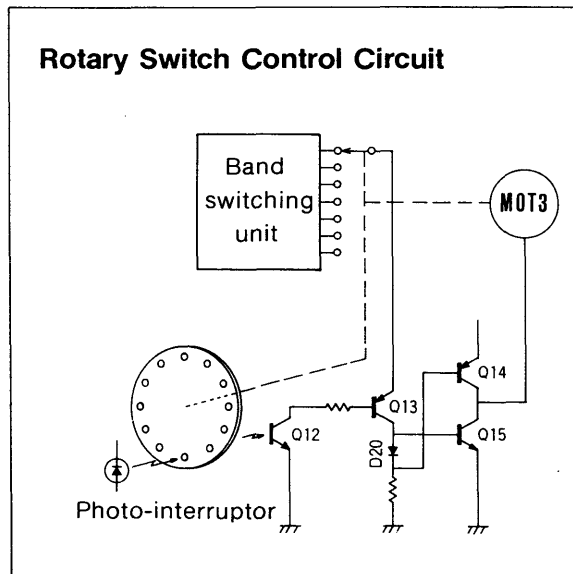 Rotary Switch Control Circuit
Band
switching
unit
MOT3
Q14
Q13
Q12
Q15
D20
Photo-interruptor